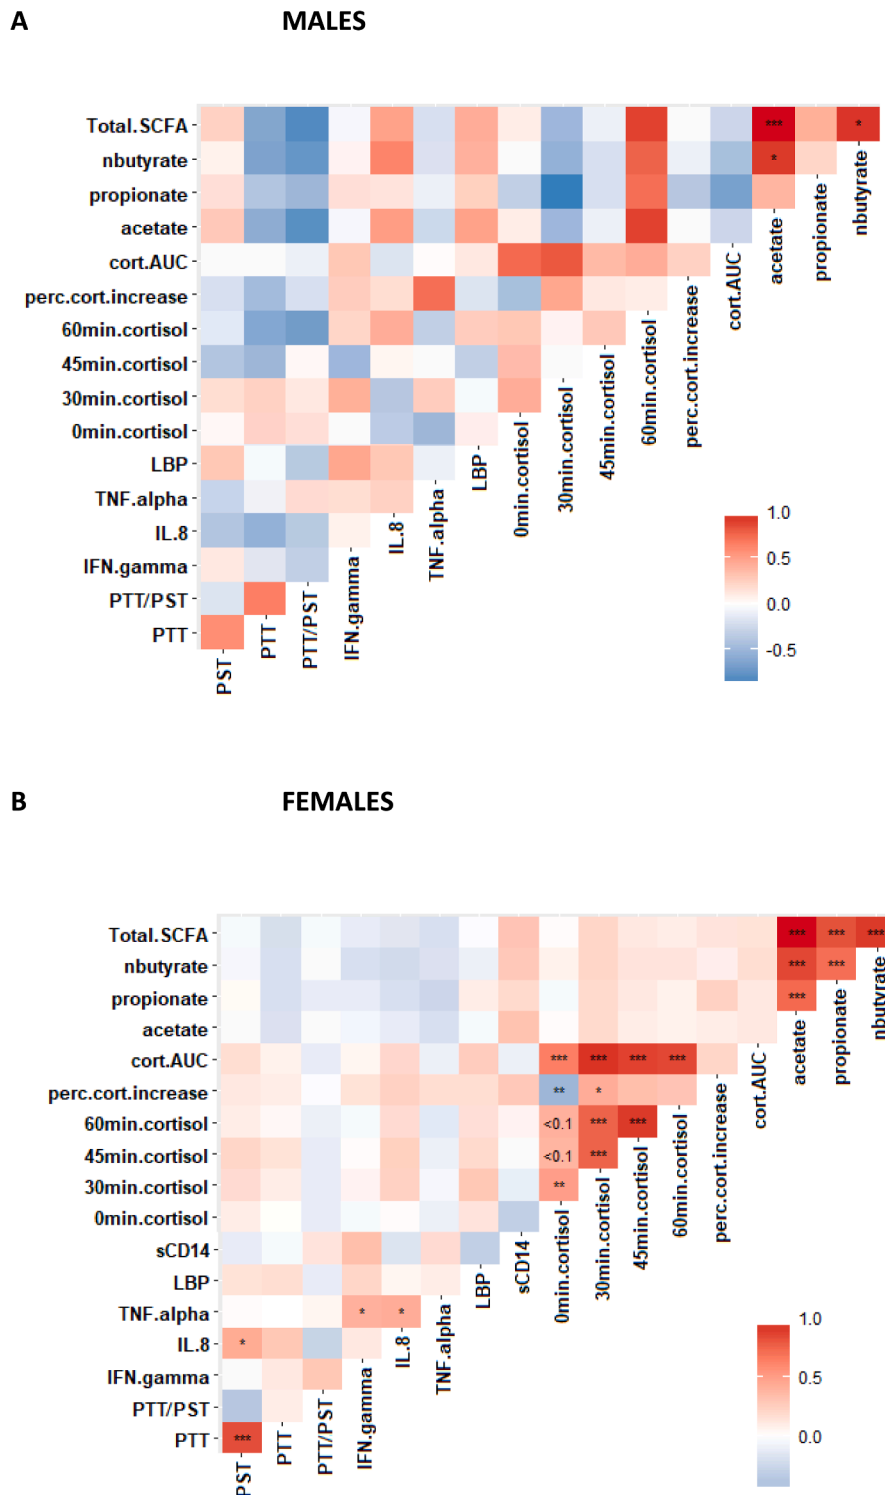 A
MALES
Total.SCFA *** *
nbutyrate *
propionate
acetate
cort.AUC
perc.cort.increase
60min.cortisol
45min.cortisol
30min.cortisol
0min.cortisol
LBP
TNF.alpha
IL.8
IFN.gamma
PTT/PST
PTT
PST
PTT
PTT/PST
IFN.gamma
IL.8
TNF.alpha
LBP
0min.cortisol
30min.cortisol
45min.cortisol
60min.cortisol
perc.cort.increase
cort.AUC
acetate
propionate
nbutyrate
1.0
0.5
0.0
-0.5
B
FEMALES
Total.SCFA *** *** ***
nbutyrate *** ***
propionate ***
acetate
cort.AUC *** *** *** ***
perc.cort.increase ** *
60min.cortisol <0.1 *** ***
45min.cortisol <0.1 ***
30min.cortisol **
0min.cortisol
sCD14
LBP
TNF.alpha * *
IL.8 *
IFN.gamma
PTT/PST
PTT ***
PST
PTT
PTT/PST
IFN.gamma
IL.8
TNF.alpha
LBP
sCD14
0min.cortisol
30min.cortisol
45min.cortisol
60min.cortisol
perc.cort.increase
cort.AUC
acetate
propionate
nbutyrate
1.0
0.5
0.0